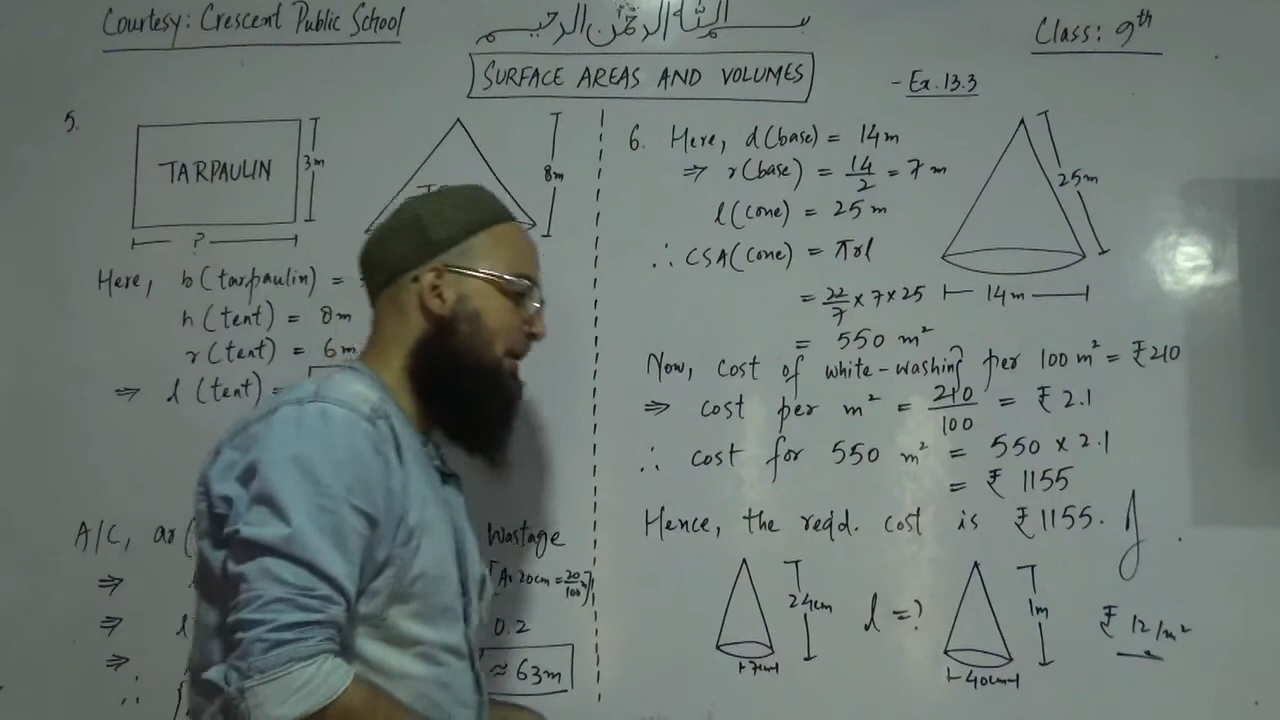 Courtesy: Crescent Public School
بسم الله الرحمن الرحيم
Class: 9th
SURFACE AREAS AND VOLUMES
- Ex. 13.3
5.
TARPAULIN
3m
?
8m
Here, b(tarpaulin) =
h(tent) = 8m
r(tent) = 6m
⇒ l(tent) =
A/C, ar(
Wastage
⇒
[As 20cm = 20/100 m]
⇒ l
0.2
⇒
≈ 63m
∴
6. Here, d(base) = 14m
⇒ r(base) = 14/2 = 7m
l(cone) = 25m
∴ CSA(cone) = πrl
= 22/7 × 7 × 25
= 550 m²
25m
14m
Now, cost of white-washing per 100 m² = ₹210
⇒ cost per m² = 210/100 = ₹ 2.1
∴ cost for 550 m² = 550 × 2.1
= ₹ 1155
Hence, the reqd. cost is ₹1155.
24cm
7cm
l = ?
1m
40cm
₹ 12/m²